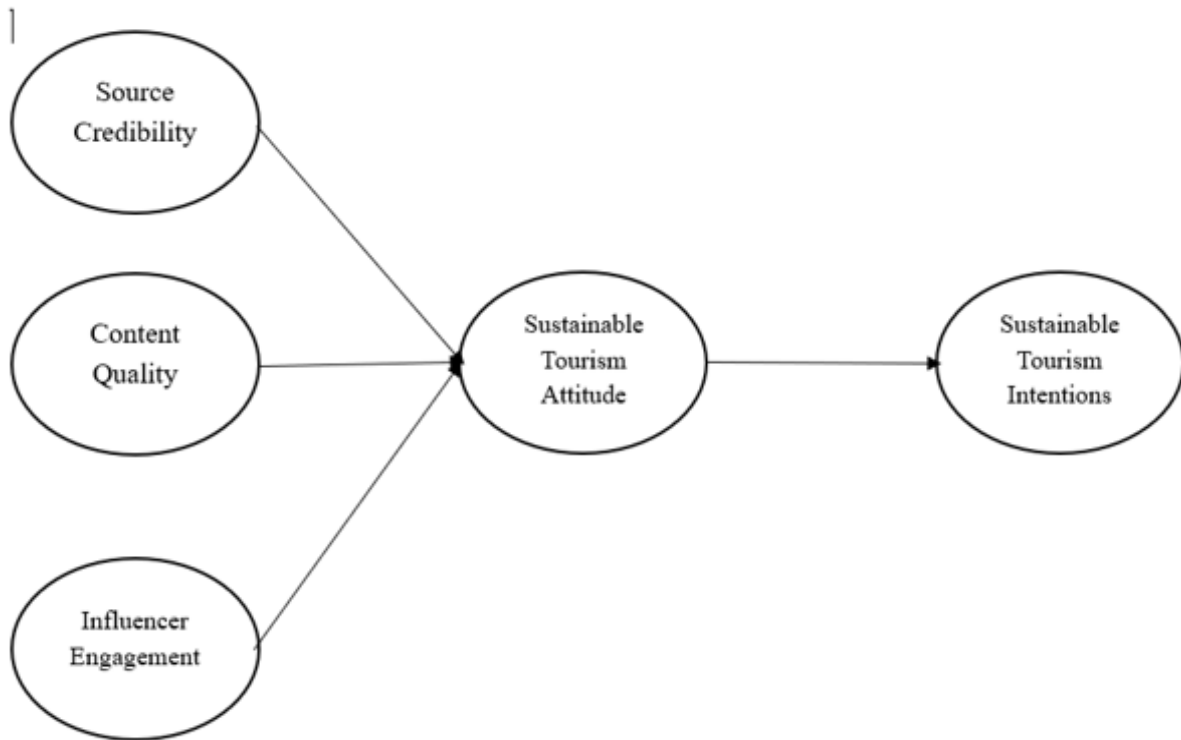 Source
Credibility
Content
Quality
Sustainable
Tourism
Attitude
Sustainable
Tourism
Intentions
Influencer
Engagement